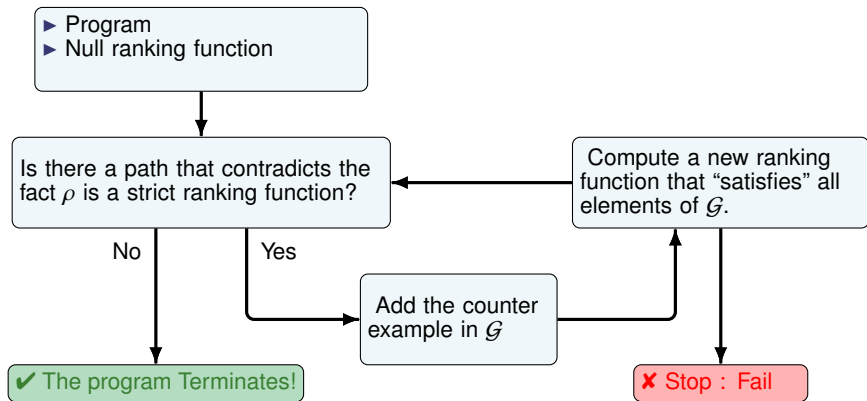 ▶ Program
▶ Null ranking function
Is there a path that contradicts the
fact ρ is a strict ranking function?
Compute a new ranking
function that “satisfies” all
elements of 𝒢.
No
Yes
Add the counter
example in 𝒢
✔ The program Terminates!
✘ Stop : Fail